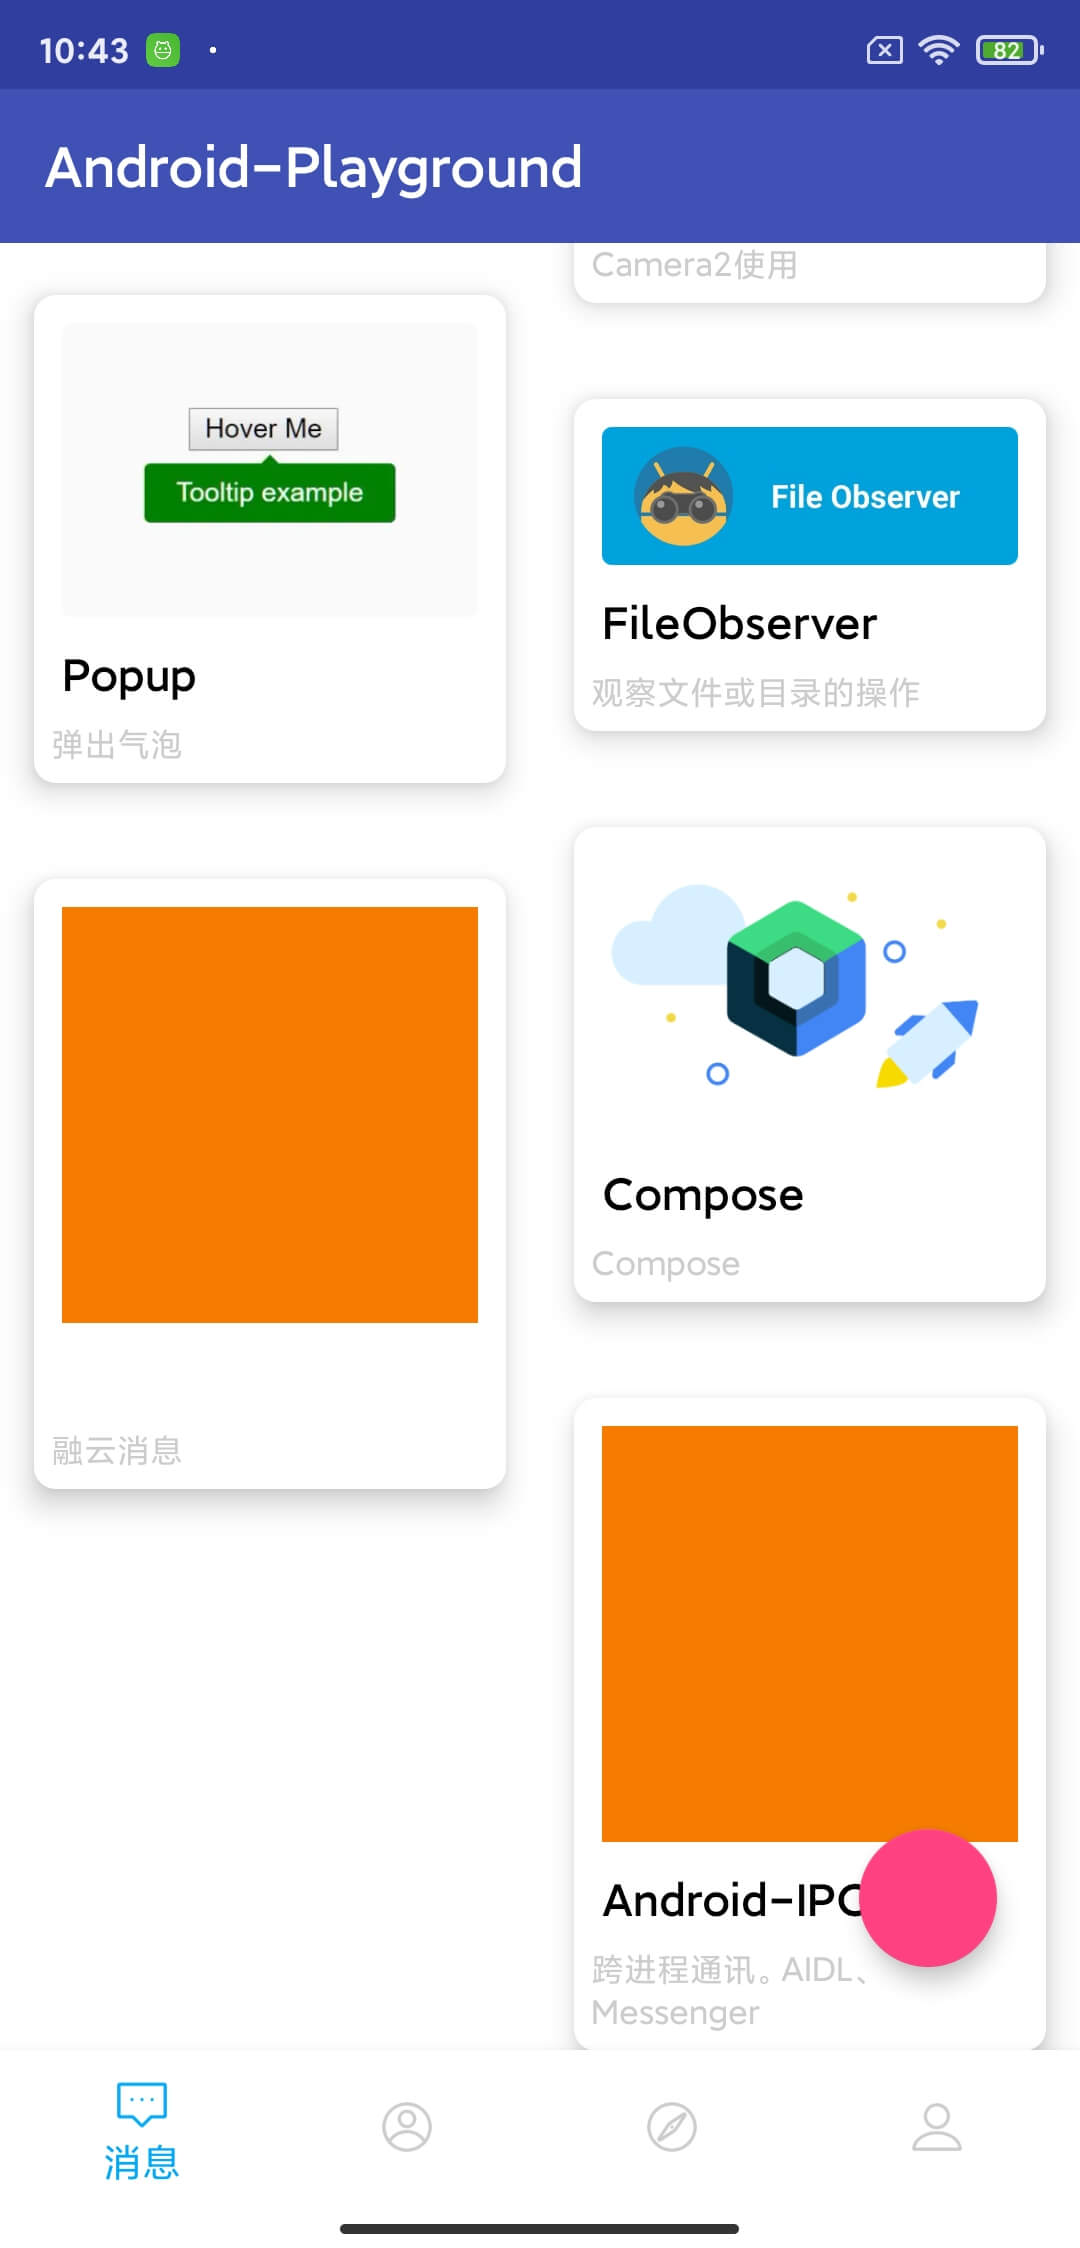 10:43
82
Android-Playground
Camera2使用
Hover Me
Tooltip example
Popup
弹出气泡
File Observer
FileObserver
观察文件或目录的操作
Compose
Compose
融云消息
Android-IPC
跨进程通讯。AIDL、
Messenger
消息